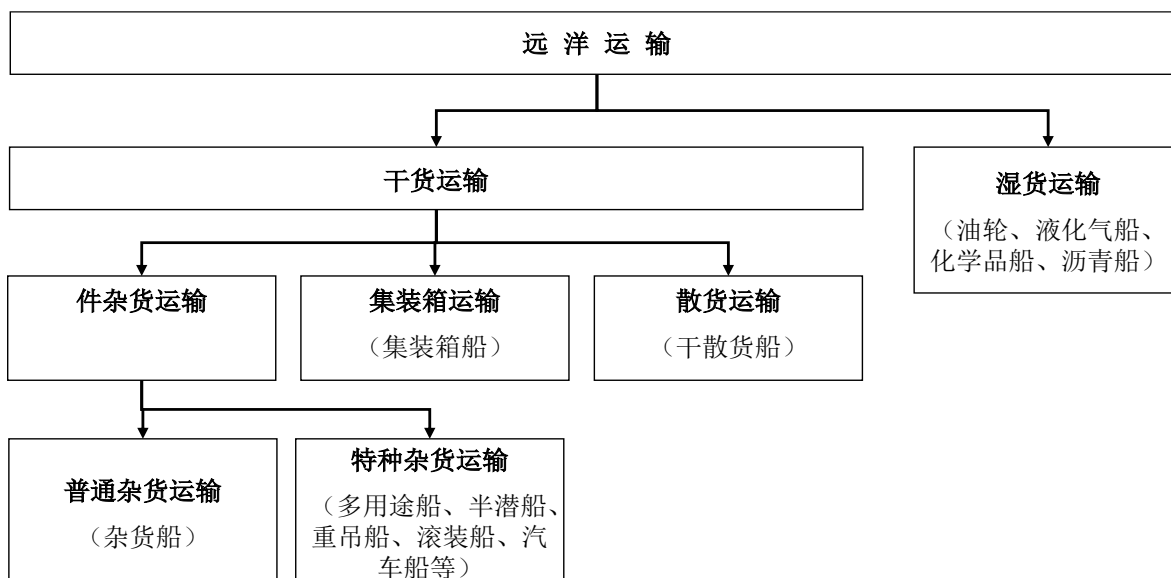 远 洋 运 输
干货运输
湿货运输
（油轮、液化气船、
化学品船、沥青船）
件杂货运输
集装箱运输
（集装箱船）
散货运输
（干散货船）
普通杂货运输
（杂货船）
特种杂货运输
（多用途船、半潜船、
重吊船、滚装船、汽
车船等）